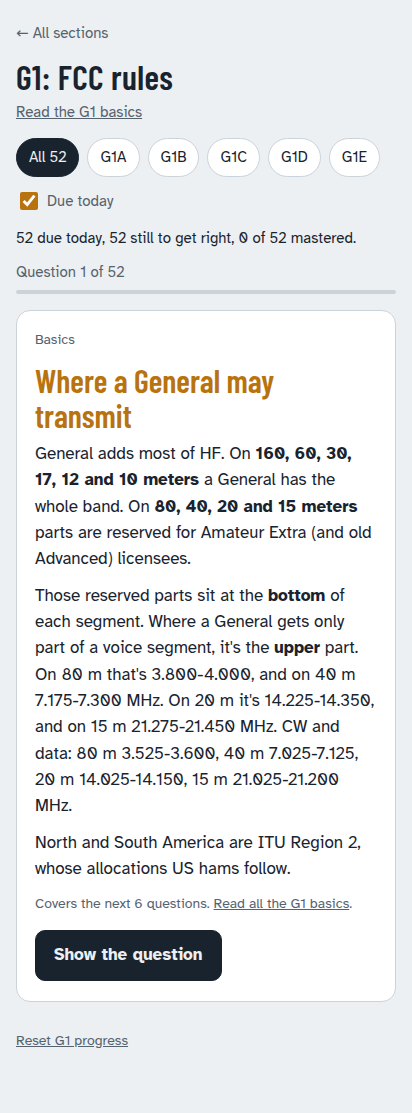 ← All sections
G1: FCC rules
Read the G1 basics
All 52 G1A G1B G1C G1D G1E
Due today
52 due today, 52 still to get right, 0 of 52 mastered.
Question 1 of 52
Basics
Where a General may
transmit
General adds most of HF. On 160, 60, 30,
17, 12 and 10 meters a General has the
whole band. On 80, 40, 20 and 15 meters
parts are reserved for Amateur Extra (and old
Advanced) licensees.
Those reserved parts sit at the bottom of
each segment. Where a General gets only
part of a voice segment, it's the upper part.
On 80 m that's 3.800-4.000, and on 40 m
7.175-7.300 MHz. On 20 m it's 14.225-14.350,
and on 15 m 21.275-21.450 MHz. CW and
data: 80 m 3.525-3.600, 40 m 7.025-7.125,
20 m 14.025-14.150, 15 m 21.025-21.200
MHz.
North and South America are ITU Region 2,
whose allocations US hams follow.
Covers the next 6 questions. Read all the G1 basics.
Show the question
Reset G1 progress